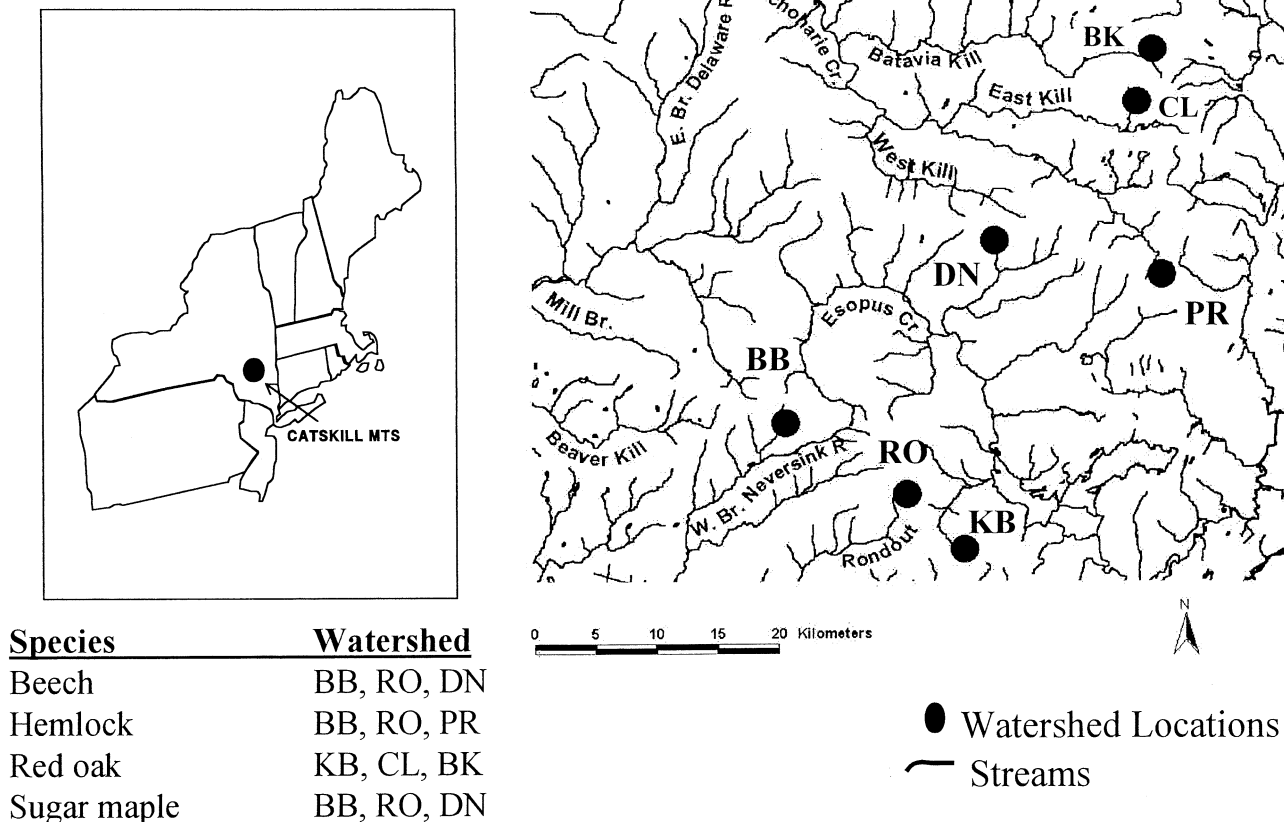 CATSKILL MTS
E. Br. Delaware R
choharie Cr.
Batavia Kill
BK
East Kill
CL
West Kill
DN
PR
Mill Br.
Esopus Cr
BB
Beaver Kill
W. Br. Neversink R.
RO
KB
Rondout
0 5 10 15 20 Kilometers
N
Species Watershed
Beech BB, RO, DN
Hemlock BB, RO, PR
Red oak KB, CL, BK
Sugar maple BB, RO, DN
Watershed Locations
Streams